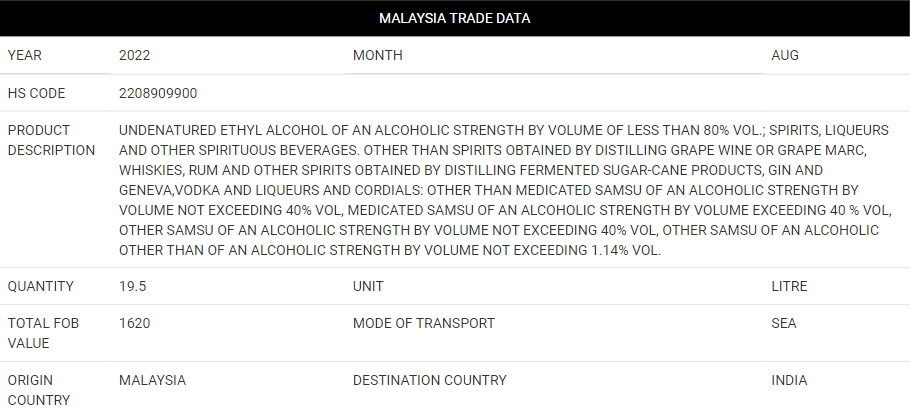 MALAYSIA TRADE DATA
YEAR 2022 MONTH AUG
HS CODE 2208909900
PRODUCT DESCRIPTION UNDENATURED ETHYL ALCOHOL OF AN ALCOHOLIC STRENGTH BY VOLUME OF LESS THAN 80% VOL.; SPIRITS, LIQUEURS
AND OTHER SPIRITUOUS BEVERAGES. OTHER THAN SPIRITS OBTAINED BY DISTILLING GRAPE WINE OR GRAPE MARC,
WHISKIES, RUM AND OTHER SPIRITS OBTAINED BY DISTILLING FERMENTED SUGAR-CANE PRODUCTS, GIN AND
GENEVA,VODKA AND LIQUEURS AND CORDIALS: OTHER THAN MEDICATED SAMSU OF AN ALCOHOLIC STRENGTH BY
VOLUME NOT EXCEEDING 40% VOL, MEDICATED SAMSU OF AN ALCOHOLIC STRENGTH BY VOLUME EXCEEDING 40 % VOL,
OTHER SAMSU OF AN ALCOHOLIC STRENGTH BY VOLUME NOT EXCEEDING 40% VOL, OTHER SAMSU OF AN ALCOHOLIC
OTHER THAN OF AN ALCOHOLIC STRENGTH BY VOLUME NOT EXCEEDING 1.14% VOL.
QUANTITY 19.5 UNIT LITRE
TOTAL FOB VALUE 1620 MODE OF TRANSPORT SEA
ORIGIN COUNTRY MALAYSIA DESTINATION COUNTRY INDIA